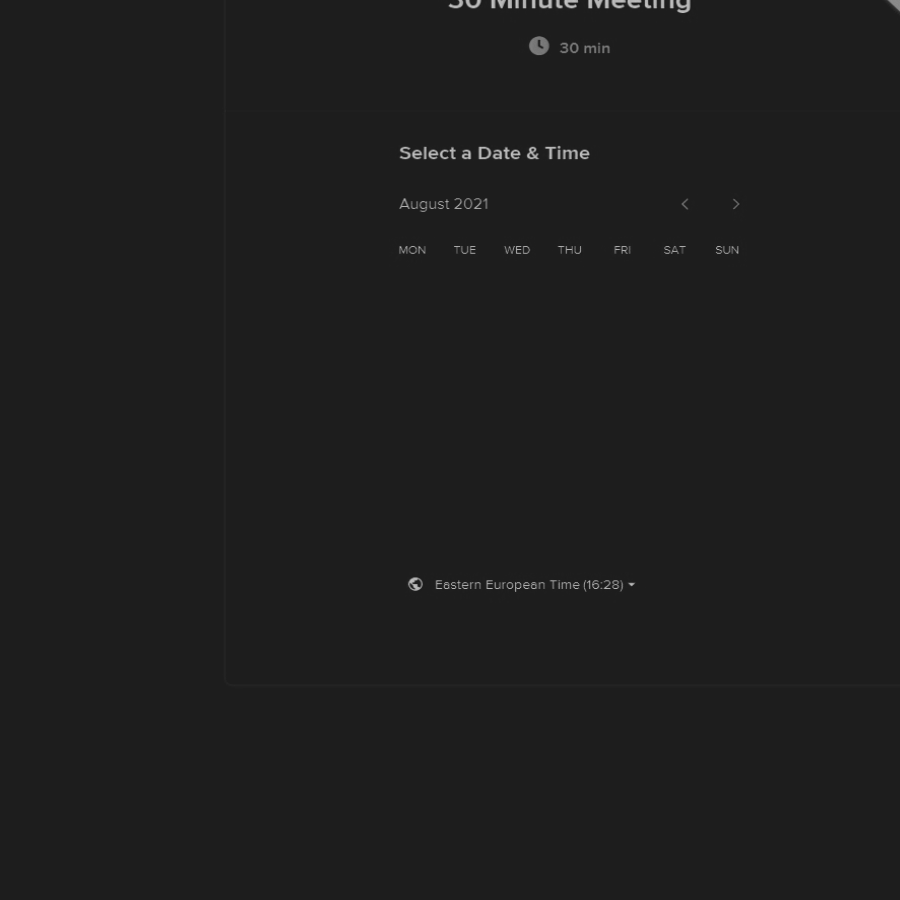 30 Minute Meeting
30 min
Select a Date & Time
August 2021
MON TUE WED THU FRI SAT SUN
Eastern European Time (16:28)